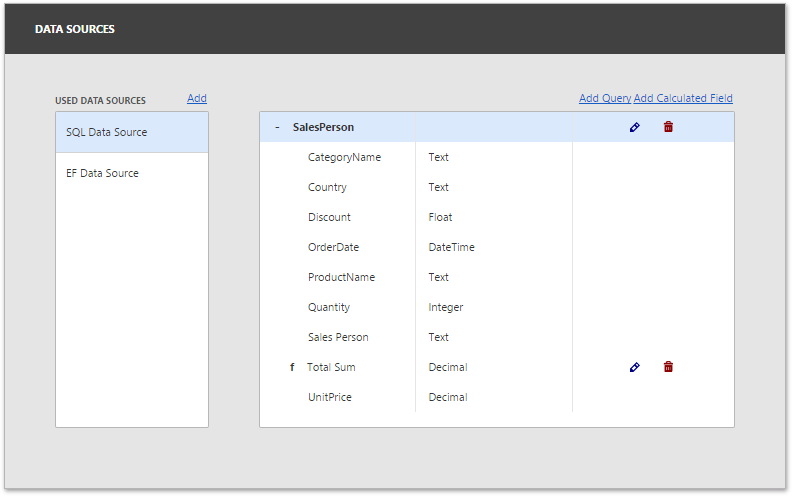 DATA SOURCES
USED DATA SOURCES Add
Add Query Add Calculated Field
SQL Data Source
EF Data Source
- SalesPerson
CategoryName Text
Country Text
Discount Float
OrderDate DateTime
ProductName Text
Quantity Integer
Sales Person Text
f Total Sum Decimal
UnitPrice Decimal